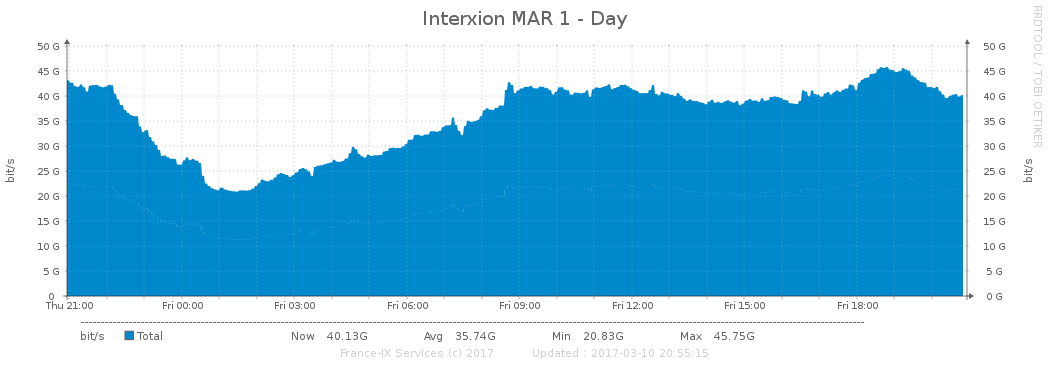 Interxion MAR 1 - Day
RRDTOOL / TOBI OETIKER
50 G 50 G
45 G 45 G
40 G 40 G
35 G 35 G
30 G 30 G
25 G 25 G
20 G 20 G
15 G 15 G
10 G 10 G
5 G 5 G
0 0 G
bit/s bit/s
Thu 21:00 Fri 00:00 Fri 03:00 Fri 06:00 Fri 09:00 Fri 12:00 Fri 15:00 Fri 18:00
bit/s Total Now 40.13G Avg 35.74G Min 20.83G Max 45.75G
France-IX Services (c) 2017 Updated : 2017-03-10 20:55:15